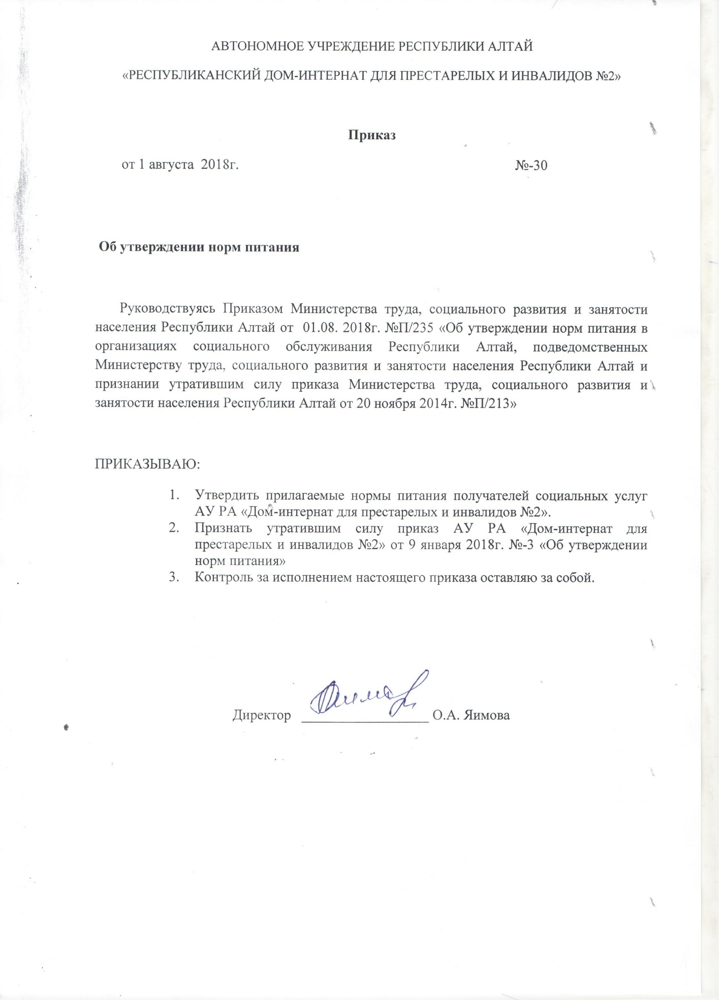 АВТОНОМНОЕ УЧРЕЖДЕНИЕ РЕСПУБЛИКИ АЛТАЙ
«РЕСПУБЛИКАНСКИЙ ДОМ-ИНТЕРНАТ ДЛЯ ПРЕСТАРЕЛЫХ И ИНВАЛИДОВ №2»
Приказ
от 1 августа 2018г. №-30
Об утверждении норм питания
Руководствуясь Приказом Министерства труда, социального развития и занятости
населения Республики Алтай от 01.08. 2018г. №П/235 «Об утверждении норм питания в
организациях социального обслуживания Республики Алтай, подведомственных
Министерству труда, социального развития и занятости населения Республики Алтай и
признании утратившим силу приказа Министерства труда, социального развития и
занятости населения Республики Алтай от 20 ноября 2014г. №П/213»
ПРИКАЗЫВАЮ:
1. Утвердить прилагаемые нормы питания получателей социальных услуг
АУ РА «Дом-интернат для престарелых и инвалидов №2».
2. Признать утратившим силу приказ АУ РА «Дом-интернат для
престарелых и инвалидов №2» от 9 января 2018г. №-3 «Об утверждении
норм питания»
3. Контроль за исполнением настоящего приказа оставляю за собой.
Директор __________________ О.А. Яимова